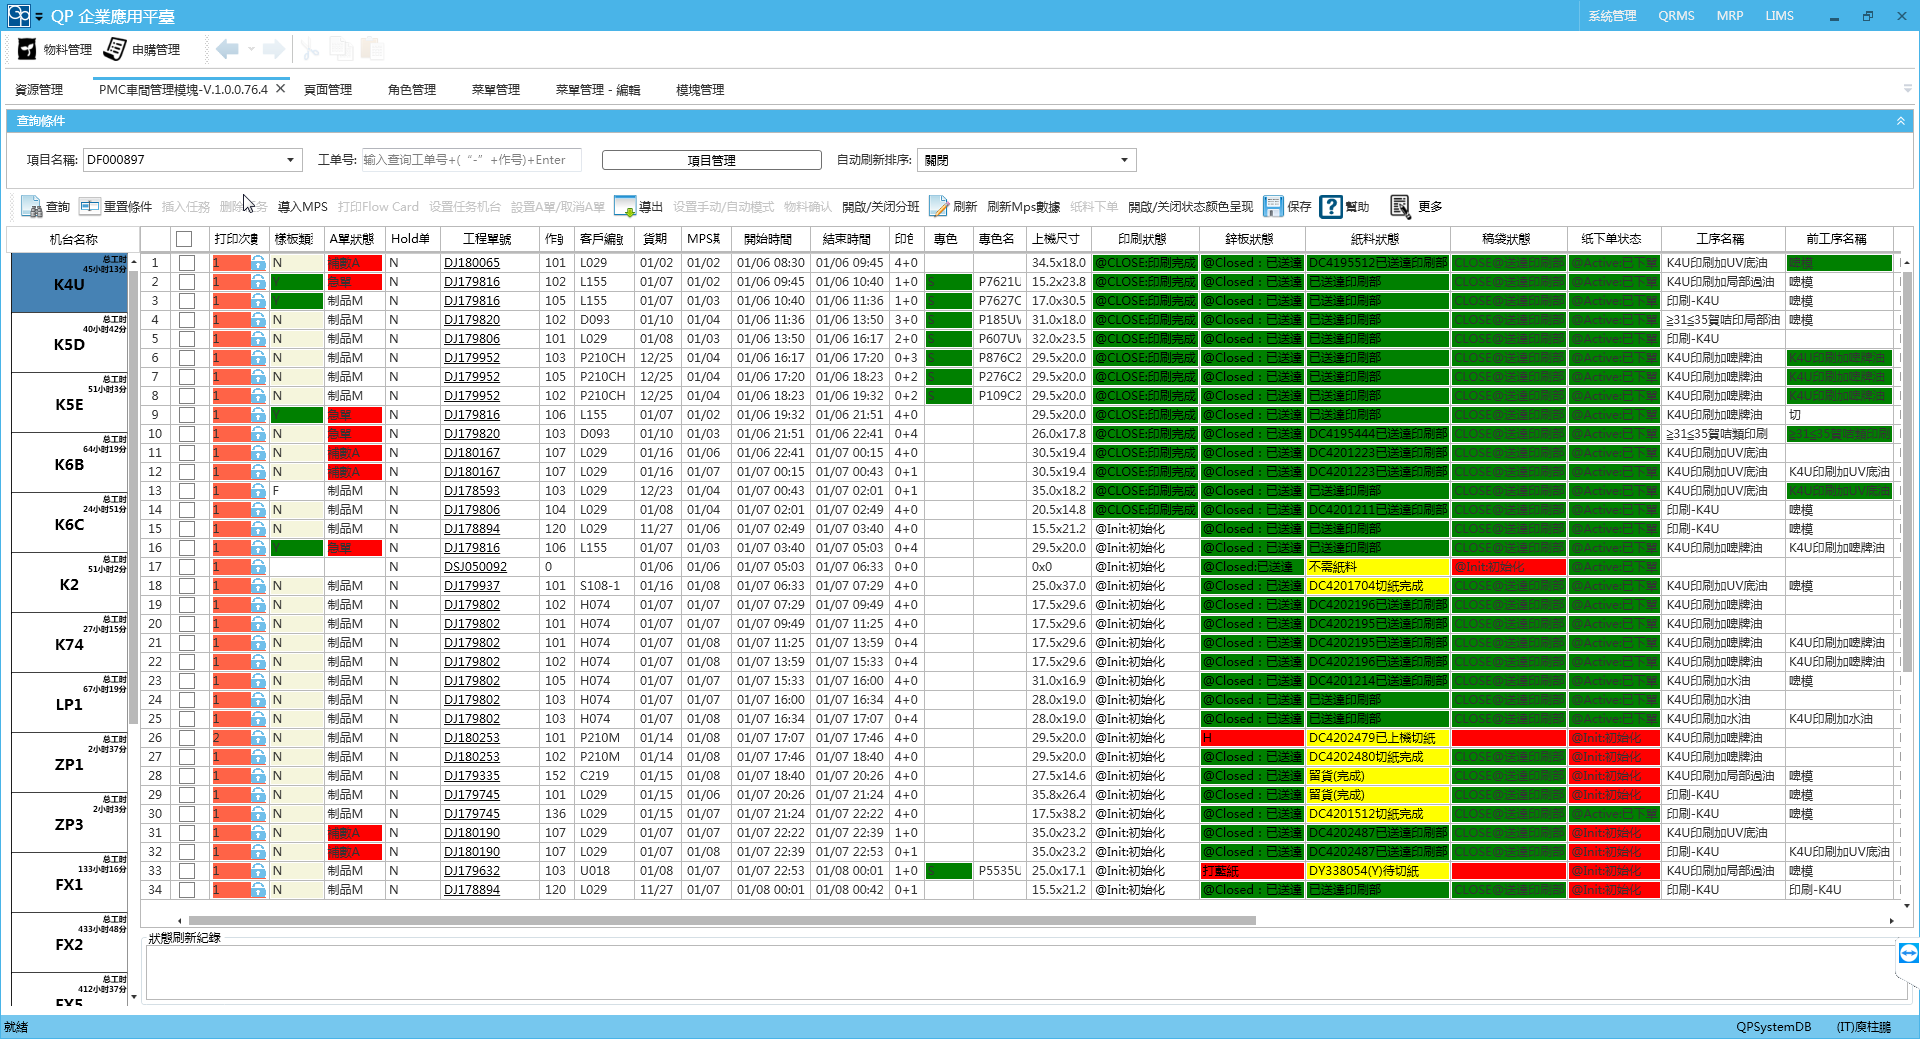 QP 企業應用平臺
系统管理 QRMS MRP LIMS
物料管理 申購管理
資源管理 PMC車間管理模塊-V.1.0.0.76.4 頁面管理 角色管理 菜單管理 菜單管理 - 編輯 模塊管理
查詢條件
項目名稱: DF000897 工单号: 输入查询工单号+( “-” +作号)+Enter 項目管理 自动刷新排序: 關閉
查詢 重置條件 插入任務 導入MPS 打印Flow Card 设置任务机台 設置A單/取消A單 導出 设置手动/自动模式 物料确认 開啟/关闭分班 刷新 刷新Mps數據 纸料下单 開啟/关闭状态颜色呈现 保存 幫助 更多
机台名称 打印次 樣板類 A單狀態 Hold单 工程單號 作 客戶編 貨期 MPS 開始時間 結束時間 印 專色 專色名 上機尺寸 印刷狀態 鋅板狀態 紙料狀態 稿袋狀態 纸下单状态 工序名稱 前工序名稱
总工时 45小时13分 K4U
总工时 40小时42分 K5D
总工时 51小时3分 K5E
总工时 64小时19分 K6B
总工时 24小时51分 K6C
总工时 51小时2分 K2
总工时 27小时15分 K74
总工时 67小时19分 LP1
总工时 2小时37分 ZP1
总工时 2小时3分 ZP3
总工时 133小时16分 FX1
总工时 433小时48分 FX2
总工时 412小时37分 FX5
1 1 N DJ180065 101 L029 01/02 01/02 01/06 08:30 01/06 09:45 4+0 34.5x18.0 @CLOSE:印刷完成 @Closed：已送達 DC4195512已送達印刷部 CLOSE@送達印刷部 @Active:已下單 K4U印刷加UV底油 啤模
2 1 Y N DJ179816 102 L155 01/07 01/02 01/06 09:45 01/06 10:40 1+0 S P7621U 15.2x23.8 @CLOSE:印刷完成 @Closed：已送達 已送達印刷部 CLOSE@送達印刷部 @Active:已下單 K4U印刷加局部過油 啤模
3 1 Y 制品M N DJ179816 105 L155 01/07 01/03 01/06 10:40 01/06 11:36 1+0 S P7627C 17.0x30.5 @CLOSE:印刷完成 @Closed：已送達 已送達印刷部 CLOSE@送達印刷部 @Active:已下單 印刷-K4U 啤模
4 1 N 制品M N DJ179820 102 D093 01/10 01/04 01/06 11:36 01/06 13:50 3+0 S P185UV 31.0x18.0 @CLOSE:印刷完成 @Closed：已送達 已送達印刷部 CLOSE@送達印刷部 @Active:已下單 ≧31≦35賀咭印局部油 啤模
5 1 N 制品M N DJ179806 101 L029 01/08 01/03 01/06 13:50 01/06 16:17 2+0 S P607UV 32.0x23.5 @CLOSE:印刷完成 @Closed：已送達 已送達印刷部 CLOSE@送達印刷部 @Active:已下單 印刷-K4U
6 1 N 制品M N DJ179952 103 P210CH 12/25 01/04 01/06 16:17 01/06 17:20 0+3 S P876C2 29.5x20.0 @CLOSE:印刷完成 @Closed：已送達 已送達印刷部 CLOSE@送達印刷部 @Active:已下單 K4U印刷加啤牌油 K4U印刷加啤牌油
7 1 N 制品M N DJ179952 105 P210CH 12/25 01/04 01/06 17:20 01/06 18:23 0+2 S P276C2 29.5x20.0 @CLOSE:印刷完成 @Closed：已送達 已送達印刷部 CLOSE@送達印刷部 @Active:已下單 K4U印刷加啤牌油 K4U印刷加啤牌油
8 1 N 制品M N DJ179952 102 P210CH 12/25 01/04 01/06 18:23 01/06 19:32 0+2 S P109C2 29.5x20.0 @CLOSE:印刷完成 @Closed：已送達 已送達印刷部 CLOSE@送達印刷部 @Active:已下單 K4U印刷加啤牌油 K4U印刷加啤牌油
9 1 Y N DJ179816 106 L155 01/07 01/02 01/06 19:32 01/06 21:51 4+0 29.5x20.0 @CLOSE:印刷完成 @Closed：已送達 已送達印刷部 CLOSE@送達印刷部 @Active:已下單 K4U印刷加啤牌油 切
10 1 N N DJ179820 103 D093 01/10 01/03 01/06 21:51 01/06 22:41 0+4 26.0x17.8 @CLOSE:印刷完成 @Closed：已送達 DC4195444已送達印刷部 CLOSE@送達印刷部 @Active:已下單 ≧31≦35賀咭類印刷 ≧31≦35賀咭類印刷
11 1 N N DJ180167 107 L029 01/16 01/06 01/06 22:41 01/07 00:15 4+0 30.5x19.4 @CLOSE:印刷完成 @Closed：已送達 DC4201223已送達印刷部 CLOSE@送達印刷部 @Active:已下單 K4U印刷加UV底油
12 1 N 補數A N DJ180167 107 L029 01/16 01/07 01/07 00:15 01/07 00:43 0+1 30.5x19.4 @CLOSE:印刷完成 @Closed：已送達 DC4201223已送達印刷部 CLOSE@送達印刷部 @Active:已下單 K4U印刷加UV底油 K4U印刷加UV底油
13 1 F 制品M N DJ178593 103 L029 12/23 01/04 01/07 00:43 01/07 02:01 0+1 35.0x18.2 @CLOSE:印刷完成 @Closed：已送達 已送達印刷部 CLOSE@送達印刷部 @Active:已下單 K4U印刷加UV底油 K4U印刷加UV底油
14 1 N 制品M N DJ179806 104 L029 01/08 01/04 01/07 02:01 01/07 02:49 4+0 20.5x14.8 @CLOSE:印刷完成 @Closed：已送達 DC4201211已送達印刷部 CLOSE@送達印刷部 @Active:已下單 印刷-K4U 啤模
15 1 N 制品M N DJ178894 120 L029 11/27 01/06 01/07 02:49 01/07 03:40 4+0 15.5x21.2 @Init:初始化 @Closed：已送達 已送達印刷部 CLOSE@送達印刷部 @Active:已下單 印刷-K4U 啤模
16 1 Y N DJ179816 106 L155 01/07 01/03 01/07 03:40 01/07 05:03 0+4 29.5x20.0 @Init:初始化 @Closed：已送達 已送達印刷部 CLOSE@送達印刷部 @Active:已下單 K4U印刷加啤牌油 K4U印刷加啤牌油
17 1 N DSJ050092 0 01/06 01/06 01/07 05:03 01/07 06:33 0+0 0x0 @Init:初始化 @Closed:已送達 不需紙料 @Init:初始化 @Active:已下單
18 1 N 制品M N DJ179937 101 S108-1 01/16 01/08 01/07 06:33 01/07 07:29 4+0 25.0x37.0 @Init:初始化 @Closed：已送達 DC4201704切紙完成 CLOSE@送達印刷部 @Active:已下單 K4U印刷加UV底油 啤模
19 1 N 制品M N DJ179802 102 H074 01/07 01/07 01/07 07:29 01/07 09:49 4+0 17.5x29.6 @Init:初始化 @Closed：已送達 DC4202196已送達印刷部 CLOSE@送達印刷部 @Active:已下單 K4U印刷加啤牌油
20 1 N 制品M N DJ179802 101 H074 01/07 01/07 01/07 09:49 01/07 11:25 4+0 17.5x29.6 @Init:初始化 @Closed：已送達 DC4202195已送達印刷部 CLOSE@送達印刷部 @Active:已下單 K4U印刷加啤牌油
21 1 N 制品M N DJ179802 101 H074 01/07 01/08 01/07 11:25 01/07 13:59 0+4 17.5x29.6 @Init:初始化 @Closed：已送達 DC4202195已送達印刷部 CLOSE@送達印刷部 @Active:已下單 K4U印刷加啤牌油 K4U印刷加啤牌油
22 1 N 制品M N DJ179802 102 H074 01/07 01/08 01/07 13:59 01/07 15:33 0+4 17.5x29.6 @Init:初始化 @Closed：已送達 DC4202196已送達印刷部 CLOSE@送達印刷部 @Active:已下單 K4U印刷加啤牌油 K4U印刷加啤牌油
23 1 N 制品M N DJ179802 105 H074 01/07 01/07 01/07 15:33 01/07 16:00 4+0 31.0x16.9 @Init:初始化 @Closed：已送達 DC4201214已送達印刷部 CLOSE@送達印刷部 @Active:已下單 K4U印刷加水油 啤模
24 1 N 制品M N DJ179802 103 H074 01/07 01/07 01/07 16:00 01/07 16:34 4+0 28.0x19.0 @Init:初始化 @Closed：已送達 已送達印刷部 CLOSE@送達印刷部 @Active:已下單 K4U印刷加水油
25 1 N 制品M N DJ179802 103 H074 01/07 01/08 01/07 16:34 01/07 17:07 0+4 28.0x19.0 @Init:初始化 @Closed：已送達 已送達印刷部 CLOSE@送達印刷部 @Active:已下單 K4U印刷加水油 K4U印刷加水油
26 2 N 制品M N DJ180253 101 P210M 01/14 01/08 01/07 17:07 01/07 17:46 4+0 29.5x20.0 @Init:初始化 H DC4202479已上機切紙 @Init:初始化 K4U印刷加啤牌油
27 1 N 制品M N DJ180253 102 P210M 01/14 01/08 01/07 17:46 01/07 18:40 4+0 29.5x20.0 @Init:初始化 @Closed：已送達 DC4202480切紙完成 CLOSE@送達印刷部 @Init:初始化 K4U印刷加啤牌油
28 1 N 制品M N DJ179335 152 C219 01/15 01/08 01/07 18:40 01/07 20:26 4+0 27.5x14.6 @Init:初始化 @Closed：已送達 留貨(完成) CLOSE@送達印刷部 @Init:初始化 K4U印刷加局部過油 啤模
29 1 N 制品M N DJ179745 101 L029 01/15 01/06 01/07 20:26 01/07 21:24 4+0 35.8x26.4 @Init:初始化 @Closed：已送達 留貨(完成) CLOSE@送達印刷部 @Init:初始化 印刷-K4U 啤模
30 1 N 制品M N DJ179745 136 L029 01/15 01/07 01/07 21:24 01/07 22:22 4+0 17.5x38.2 @Init:初始化 @Closed：已送達 DC4201512切紙完成 CLOSE@送達印刷部 @Active:已下單 印刷-K4U 啤模
31 1 N 補數A N DJ180190 107 L029 01/07 01/07 01/07 22:22 01/07 22:39 1+0 35.0x23.2 @Init:初始化 @Closed：已送達 DC4202487已送達印刷部 CLOSE@送達印刷部 @Init:初始化 K4U印刷加UV底油
32 1 N 補數A N DJ180190 107 L029 01/07 01/08 01/07 22:39 01/07 22:53 0+1 35.0x23.2 @Init:初始化 @Closed：已送達 DC4202487已送達印刷部 CLOSE@送達印刷部 @Init:初始化 印刷-K4U K4U印刷加UV底油
33 1 N 制品M N DJ179632 103 U018 01/08 01/07 01/07 22:53 01/08 00:01 1+0 S P5535U 25.0x17.1 @Init:初始化 打藍紙 DY338054(Y)待切紙 @Init:初始化 K4U印刷加局部過油 啤模
34 1 N 制品M N DJ178894 120 L029 11/27 01/07 01/08 00:01 01/08 00:42 0+1 15.5x21.2 @Init:初始化 @Closed：已送達 已送達印刷部 CLOSE@送達印刷部 @Init:初始化 印刷-K4U 印刷-K4U
狀態刷新紀錄
就緒 QPSystemDB (IT)廖柱鵬